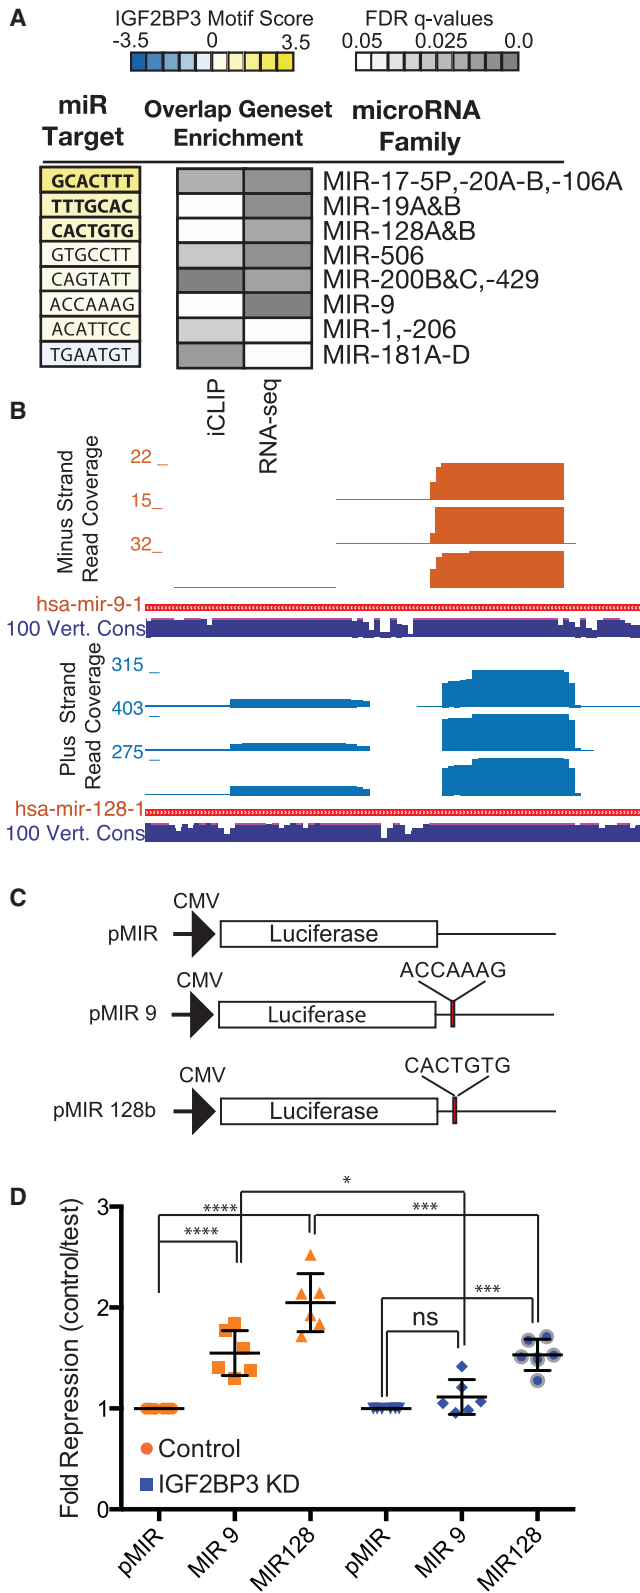 A
IGF2BP3 Motif Score
-3.5 0 3.5
FDR q-values
0.05 0.025 0.0
miR Target
Overlap Geneset Enrichment
microRNA Family
GCACTTT MIR-17-5P,-20A-B,-106A
TTTGCAC MIR-19A&B
CACTGTG MIR-128A&B
GTGCCTT MIR-506
CAGTATT MIR-200B&C,-429
ACCAAAG MIR-9
ACATTCC MIR-1,-206
TGAATGT MIR-181A-D
iCLIP
RNA-seq
B
Minus Strand
Read Coverage
22
15
32
hsa-mir-9-1
100 Vert. Cons
Plus Strand
Read Coverage
315
403
275
hsa-mir-128-1
100 Vert. Cons
C
CMV
pMIR Luciferase
ACCAAAG
CMV
pMIR 9 Luciferase
CACTGTG
CMV
pMIR 128b Luciferase
D
Fold Repression (control/test)
3
2
1
0
*
**** ***
****
***
ns
Control
IGF2BP3 KD
pMIR MIR 9 MIR128 pMIR MIR 9 MIR128